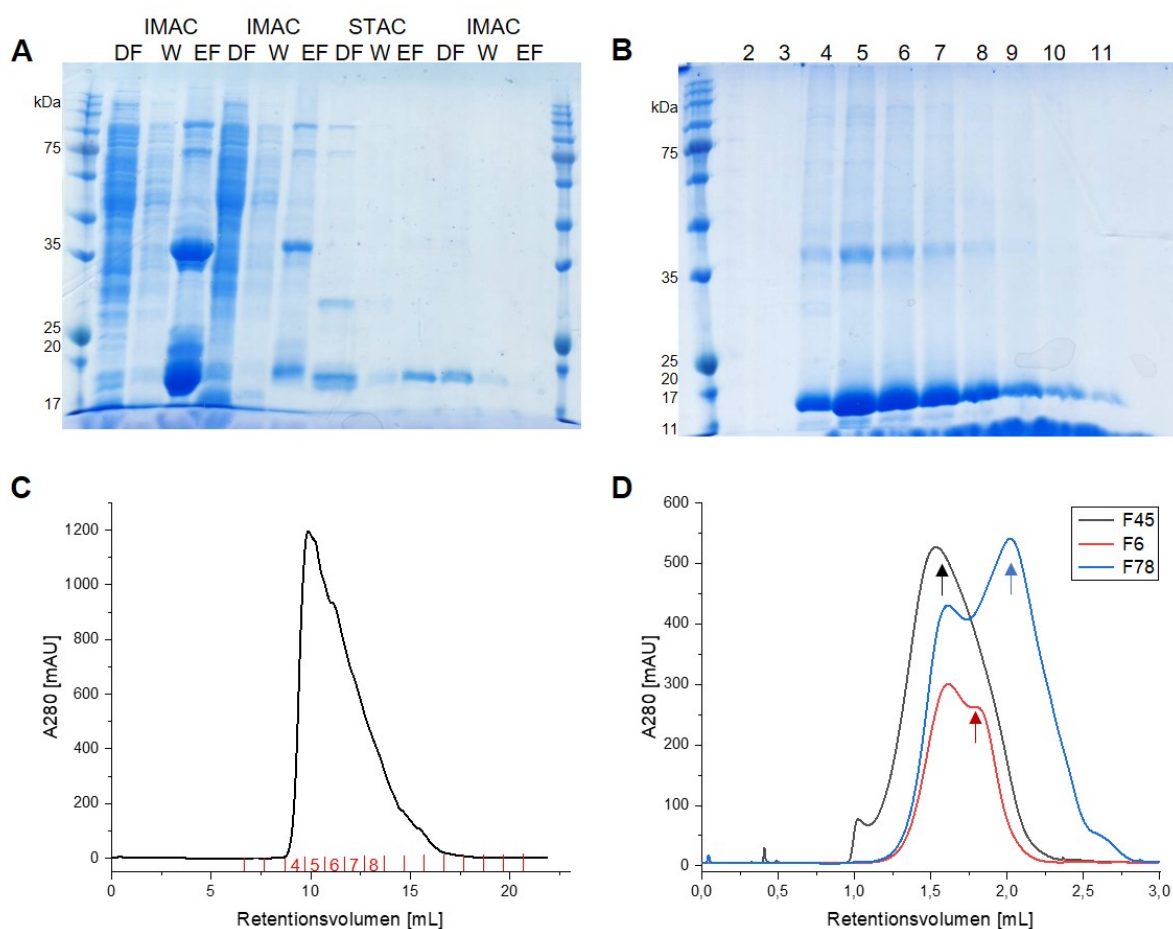 A
IMAC IMAC STAC IMAC
DF W EF DF W EF DF W EF DF W EF
kDa
75
35
25
20
17
B
2 3 4 5 6 7 8 9 10 11
kDa
75
35
25
20
17
11
C
A280 [mAU]
1200
1000
800
600
400
200
0
4 5 6 7 8
0 5 10 15 20
Retentionsvolumen [mL]
D
A280 [mAU]
600
500
400
300
200
100
0
F45
F6
F78
0,0 0,5 1,0 1,5 2,0 2,5 3,0
Retentionsvolumen [mL]